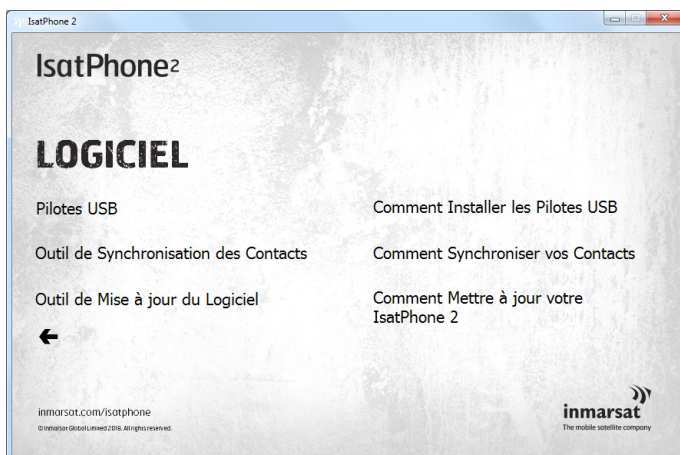 IsatPhone 2
IsatPhone2
LOGICIEL
Pilotes USB
Outil de Synchronisation des Contacts
Outil de Mise à jour du Logiciel
Comment Installer les Pilotes USB
Comment Synchroniser vos Contacts
Comment Mettre à jour votre
IsatPhone 2
inmarsat.com/isatphone
© Inmarsat Global Limited 2018. All rights reserved.
inmarsat
The mobile satellite company